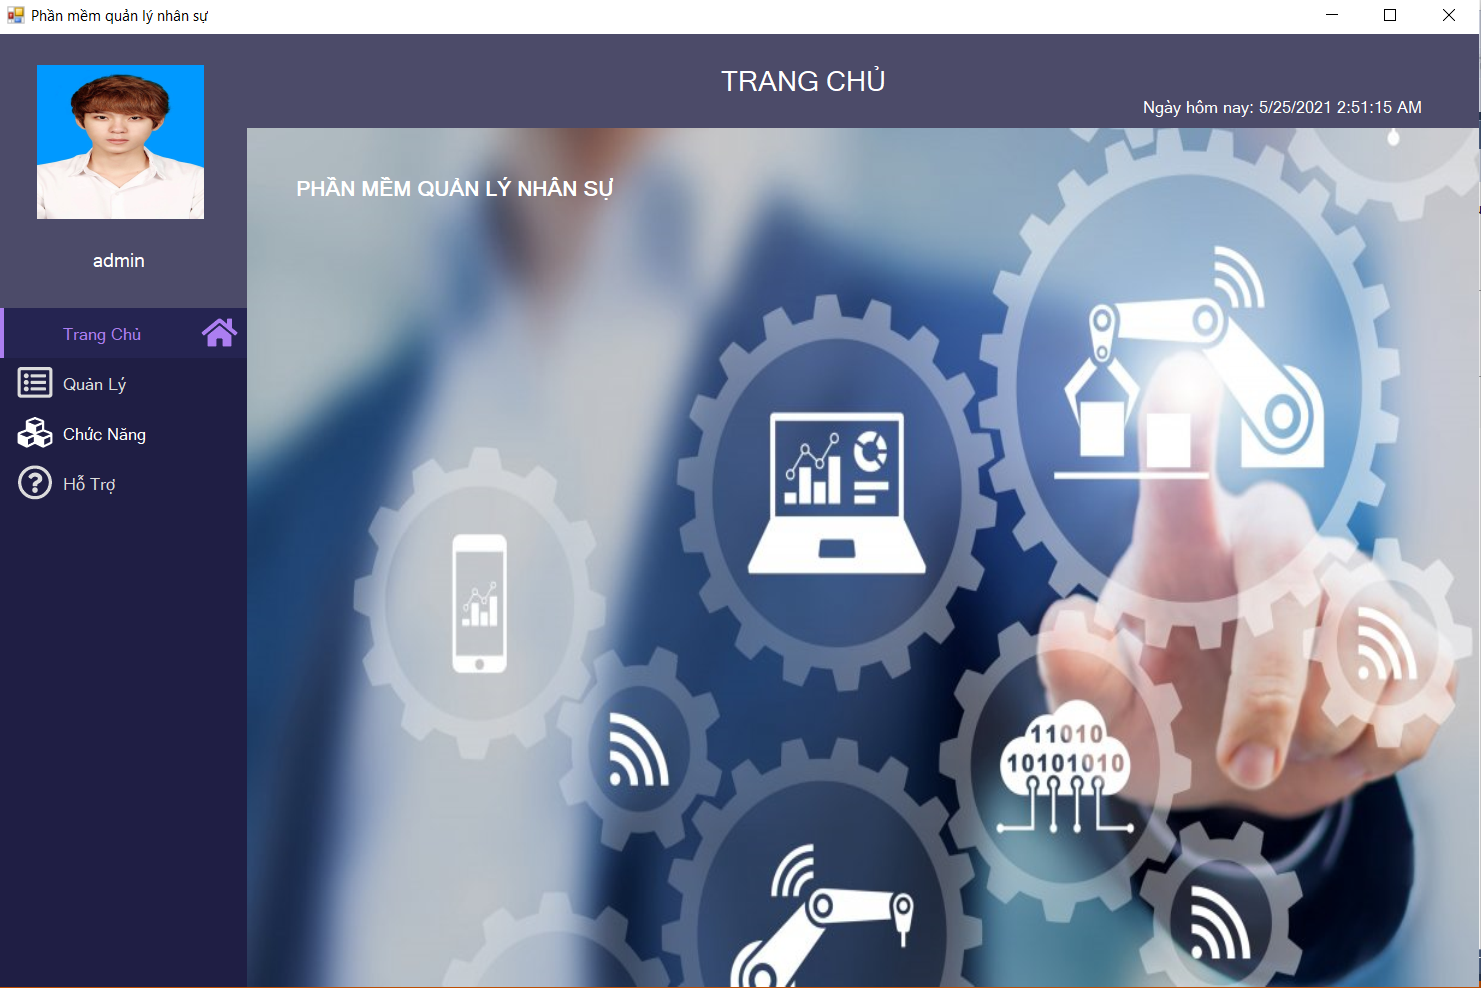 Phần mềm quản lý nhân sự
TRANG CHỦ
Ngày hôm nay: 5/25/2021 2:51:15 AM
admin
Trang Chủ
Quản Lý
Chức Năng
Hỗ Trợ
PHẦN MỀM QUẢN LÝ NHÂN SỰ
11010
10101010